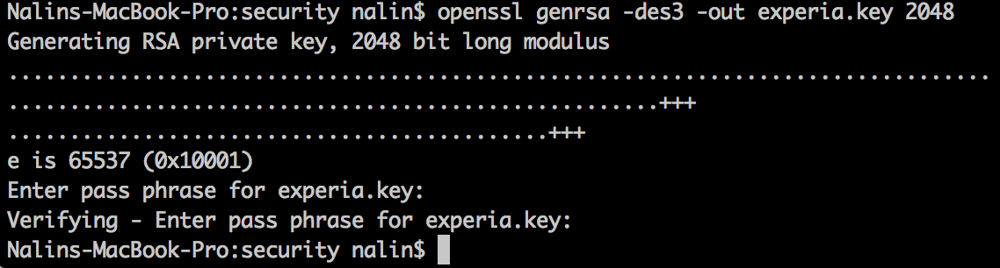 Nalins-MacBook-Pro:security nalin$ openssl genrsa -des3 -out experia.key 2048
Generating RSA private key, 2048 bit long modulus
................................................................................
.....................................................+++
............................................+++
e is 65537 (0x10001)
Enter pass phrase for experia.key:
Verifying - Enter pass phrase for experia.key:
Nalins-MacBook-Pro:security nalin$